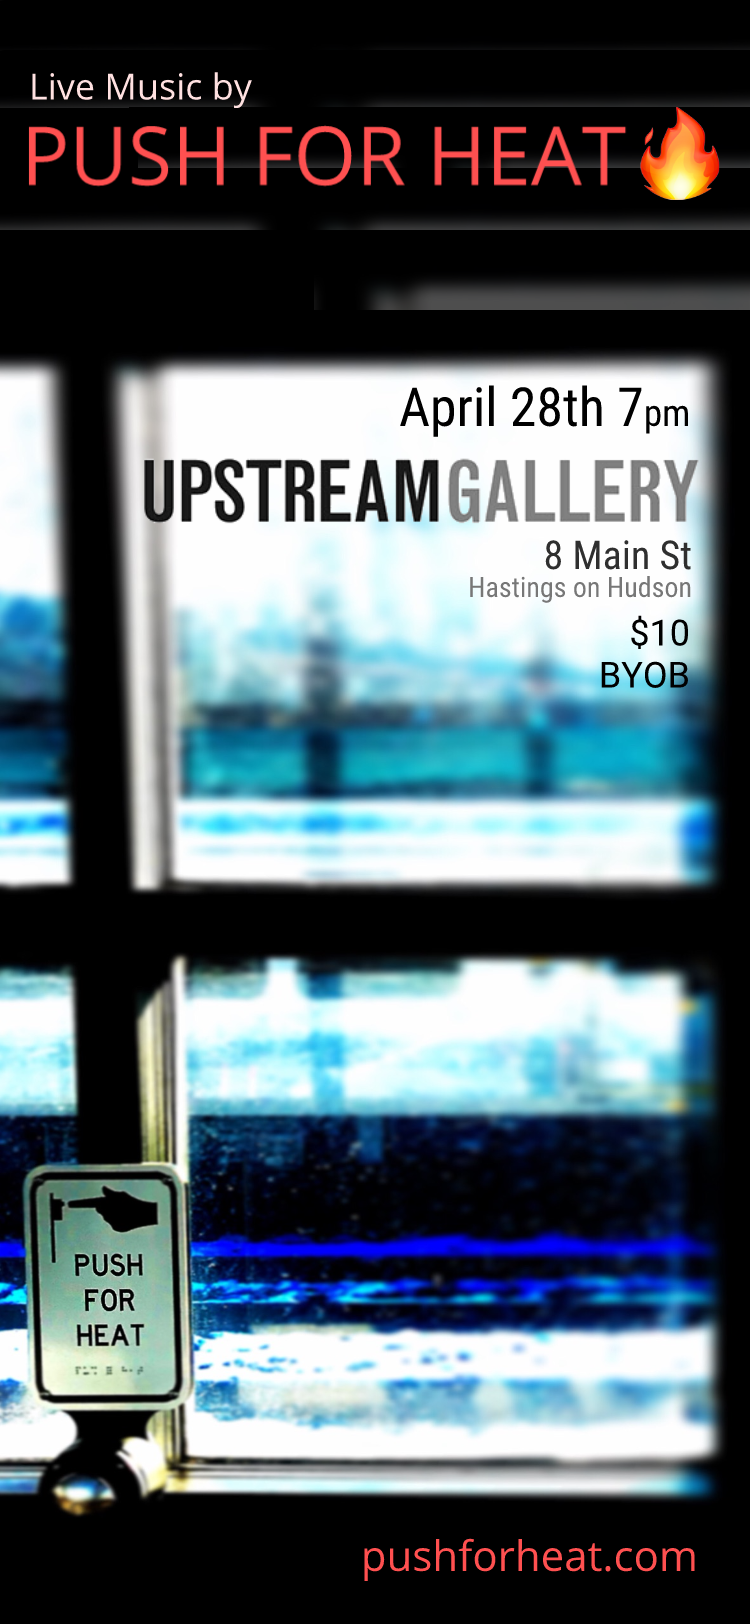 Live Music by
PUSH FOR HEAT🔥
April 28th 7pm
UPSTREAMGALLERY
8 Main St
Hastings on Hudson
$10
BYOB
PUSH
FOR
HEAT
pushforheat.com